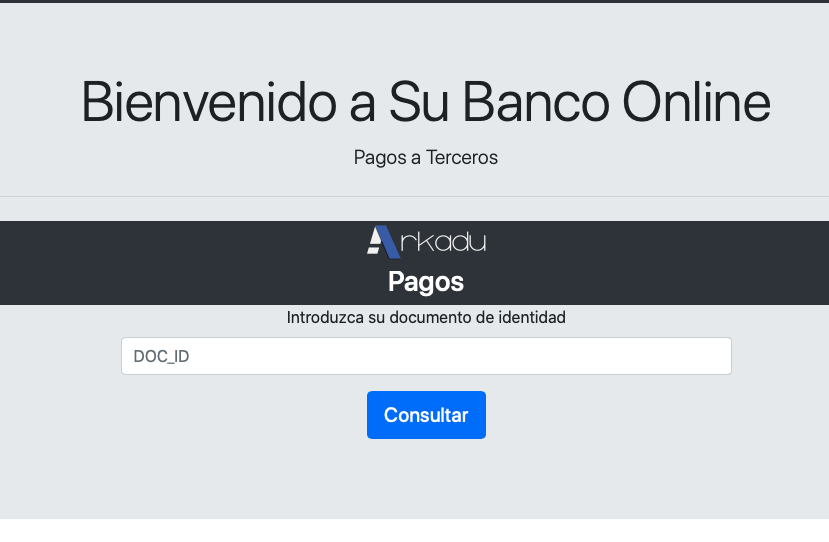 Bienvenido a Su Banco Online
Pagos a Terceros
Arkadu
Pagos
Introduzca su documento de identidad
DOC_ID
Consultar